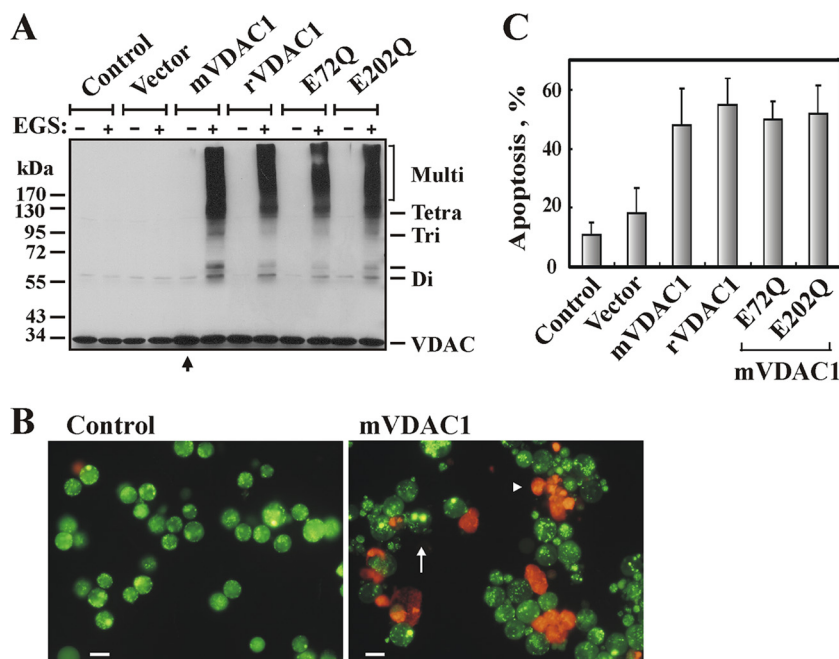 A
Control
Vector
mVDAC1
rVDAC1
E72Q
E202Q
EGS: - + - + - + - + - + - +
kDa
170
130
95
72
55
43
34
Multi
Tetra
Tri
Di
VDAC
C
Apoptosis , %
60
40
20
0
Control
Vector
mVDAC1
rVDAC1
E72Q
E202Q
mVDAC1
B
Control
mVDAC1